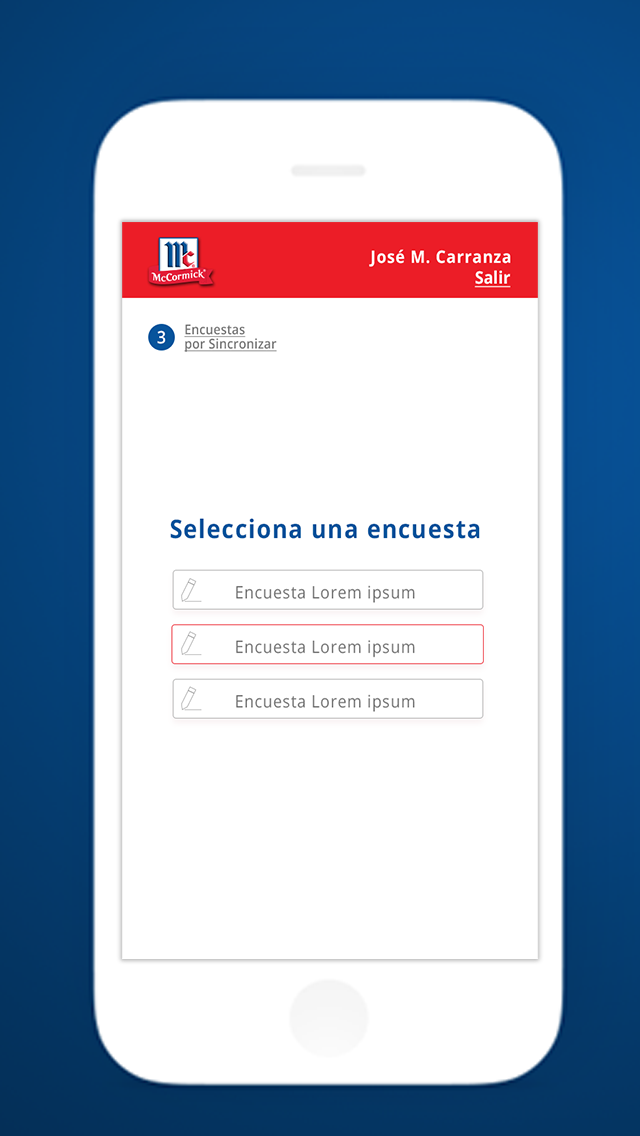 Mc
McCormick®
José M. Carranza
Salir
3
Encuestas
por Sincronizar
Selecciona una encuesta
Encuesta Lorem ipsum
Encuesta Lorem ipsum
Encuesta Lorem ipsum